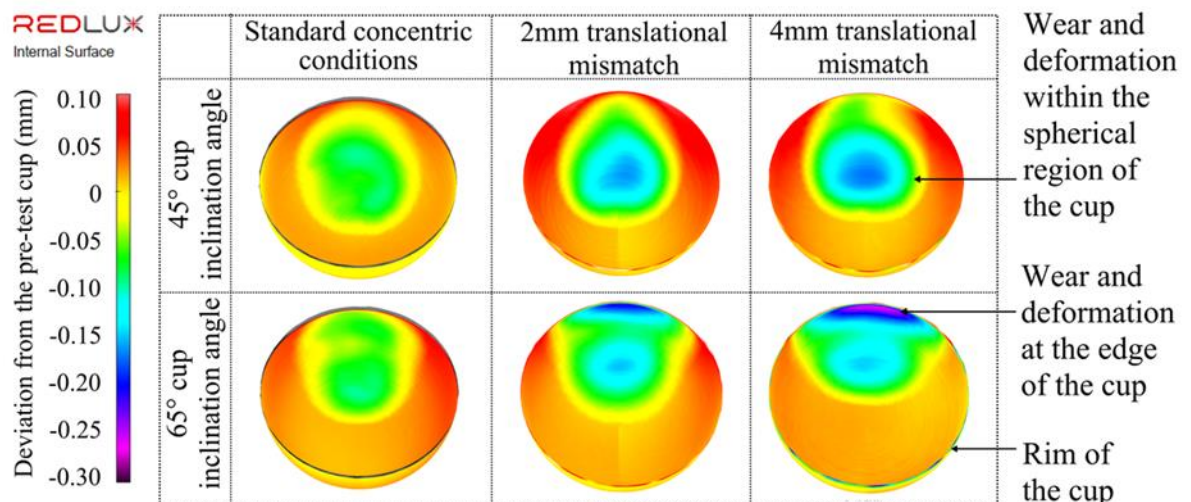 REDLUX
Internal Surface
Deviation from the pre-test cup (mm)
0.10
0.05
0
-0.05
-0.10
-0.15
-0.20
-0.25
-0.30
Standard concentric
conditions
2mm translational
mismatch
4mm translational
mismatch
45° cup
inclination angle
65° cup
inclination angle
Wear and
deformation
within the
spherical
region of
the cup
Wear and
deformation
at the edge
of the cup
Rim of
the cup